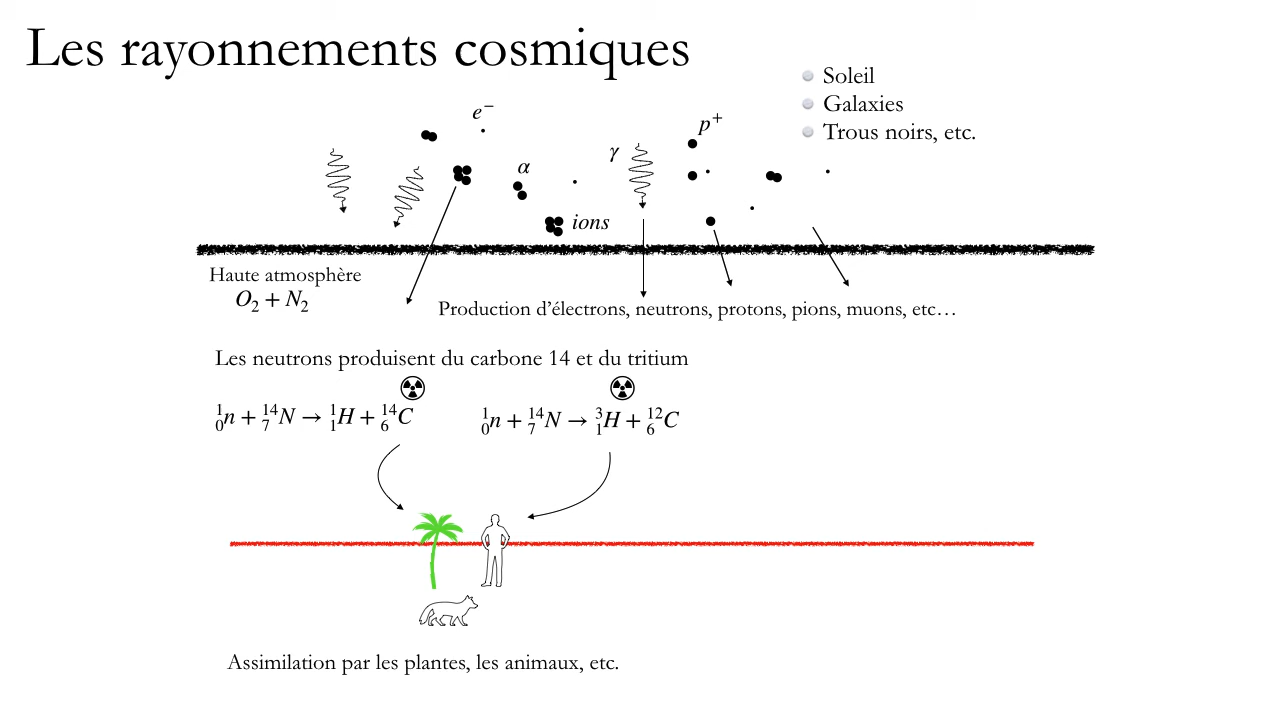 Les rayonnements cosmiques
Soleil
Galaxies
Trous noirs, etc.
e⁻
p⁺
α
γ
ions
Haute atmosphère
O₂ + N₂
Production d’électrons, neutrons, protons, pions, muons, etc…
Les neutrons produisent du carbone 14 et du tritium
¹₀n + ¹⁴₇N → ¹₁H + ¹⁴₆C
¹₀n + ¹⁴₇N → ³₁H + ¹²₆C
Assimilation par les plantes, les animaux, etc.